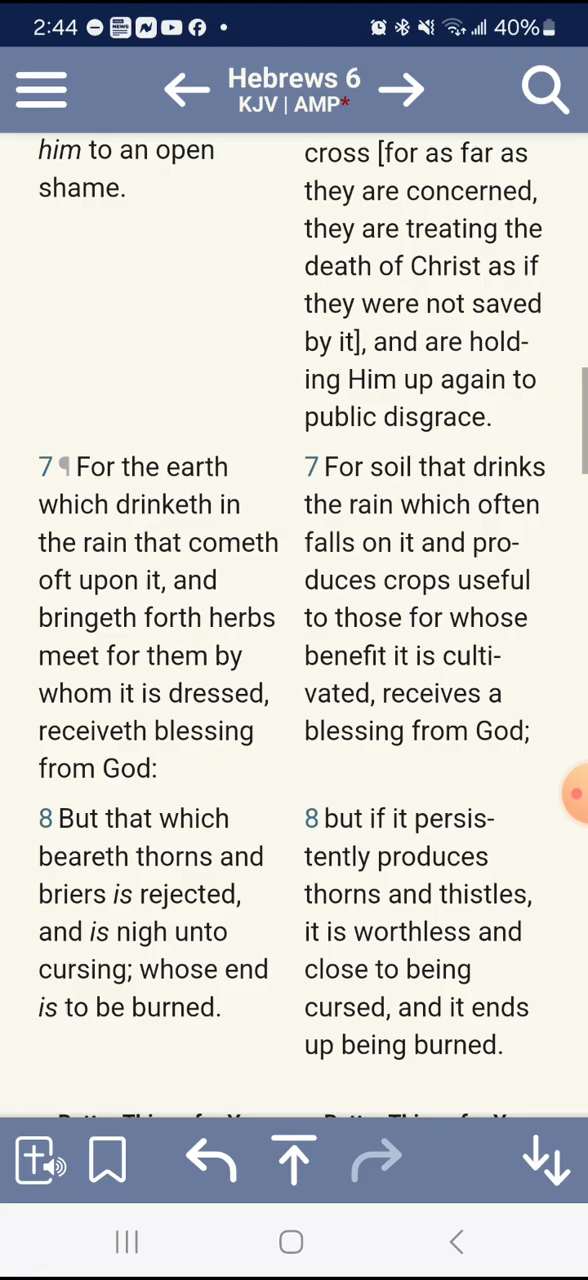 2:44
40%
Hebrews 6
KJV | AMP*
him to an open
shame.
7 ¶ For the earth
which drinketh in
the rain that cometh
oft upon it, and
bringeth forth herbs
meet for them by
whom it is dressed,
receiveth blessing
from God:
8 But that which
beareth thorns and
briers is rejected,
and is nigh unto
cursing; whose end
is to be burned.
cross [for as far as
they are concerned,
they are treating the
death of Christ as if
they were not saved
by it], and are hold-
ing Him up again to
public disgrace.
7 For soil that drinks
the rain which often
falls on it and pro-
duces crops useful
to those for whose
benefit it is culti-
vated, receives a
blessing from God;
8 but if it persis-
tently produces
thorns and thistles,
it is worthless and
close to being
cursed, and it ends
up being burned.